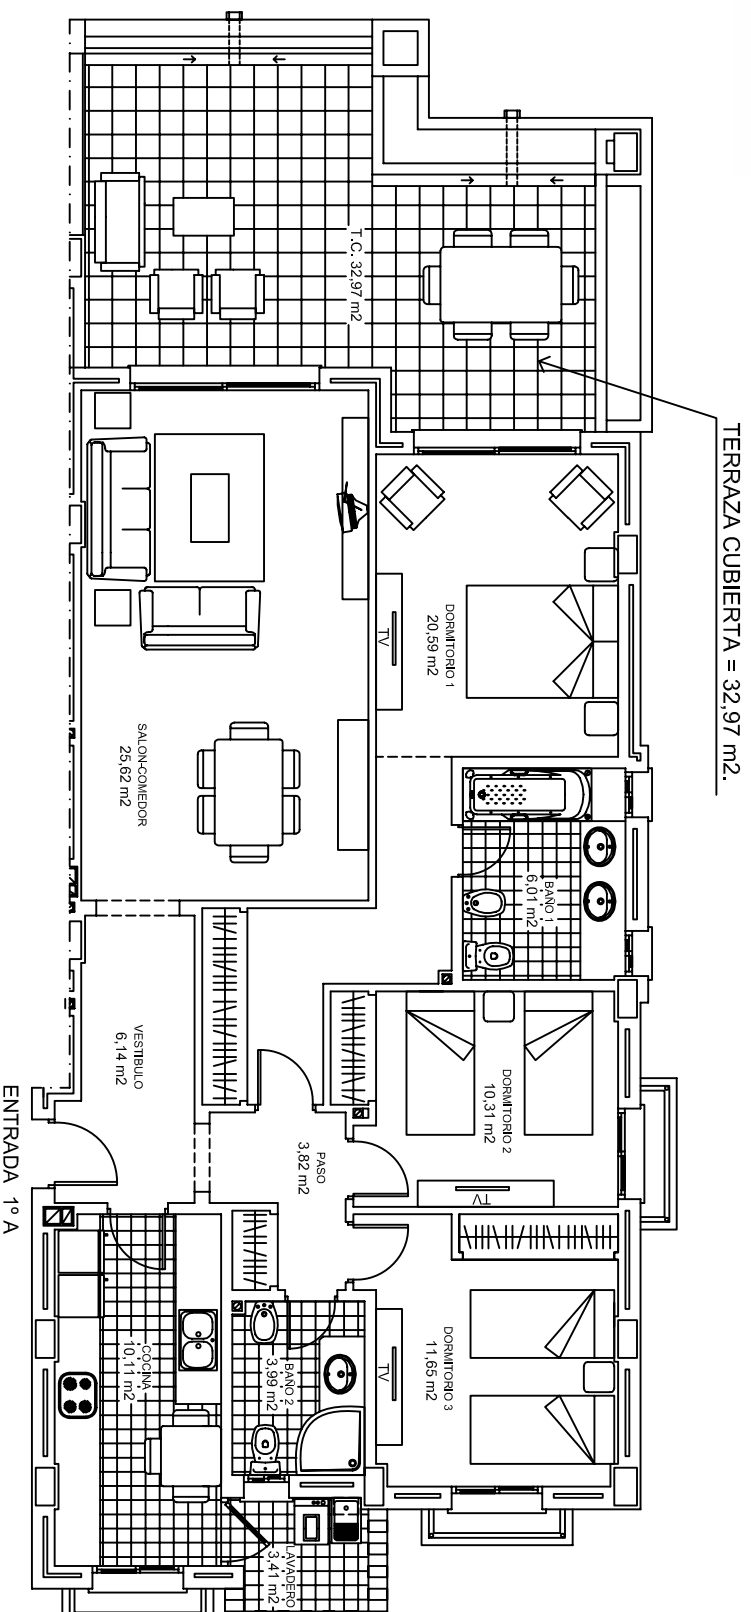 TERRAZA CUBIERTA = 32,97 m2.
T.C. 32,97 m2
DORMITORIO 1
20,59 m2
TV
SALON-COMEDOR
25,62 m2
BAÑO 1
6,01 m2
DORMITORIO 2
10,31 m2
TV
VESTIBULO
6,14 m2
PASO
3,82 m2
ENTRADA 1º A
DORMITORIO 3
11,65 m2
TV
BAÑO 2
3,99 m2
COCINA
10,11 m2
LAVADERO
3,41 m2